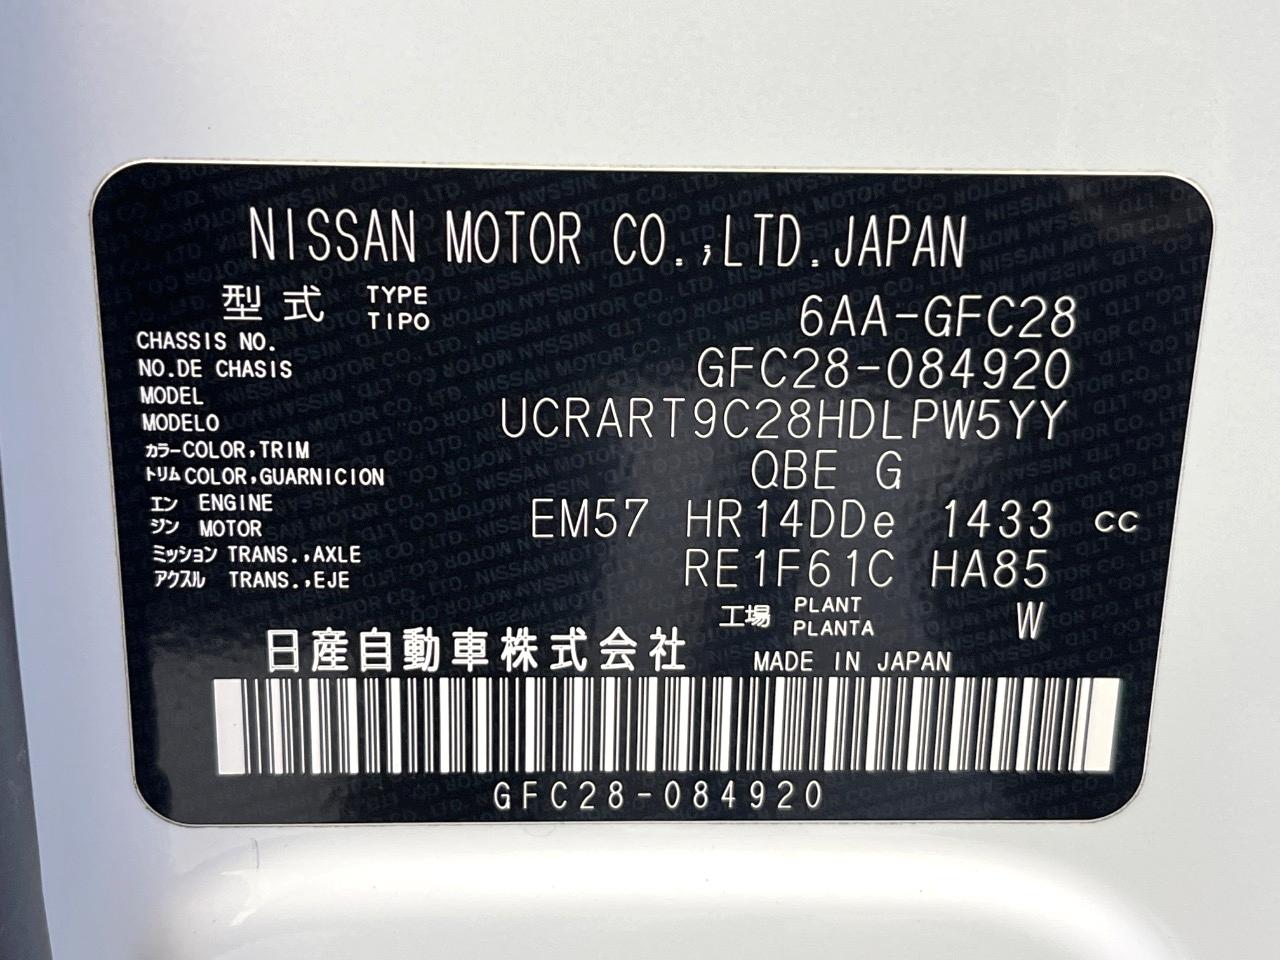 NISSAN MOTOR CO.,LTD.JAPAN
型式 TYPE 6AA-GFC28
TIPO
CHASSIS NO. GFC28-084920
NO.DE CHASIS
MODEL UCRART9C28HDLPW5YY
MODELO
カラー COLOR,TRIM QBE G
トリム COLOR,GUARNICION
エン ENGINE EM57 HR14DDe 1433 CC
ジン MOTOR
ミッション TRANS.,AXLE RE1F61C HA85
アクスル TRANS.,EJE
工場 PLANT W
PLANTA
日産自動車株式会社 MADE IN JAPAN
GFC28-084920